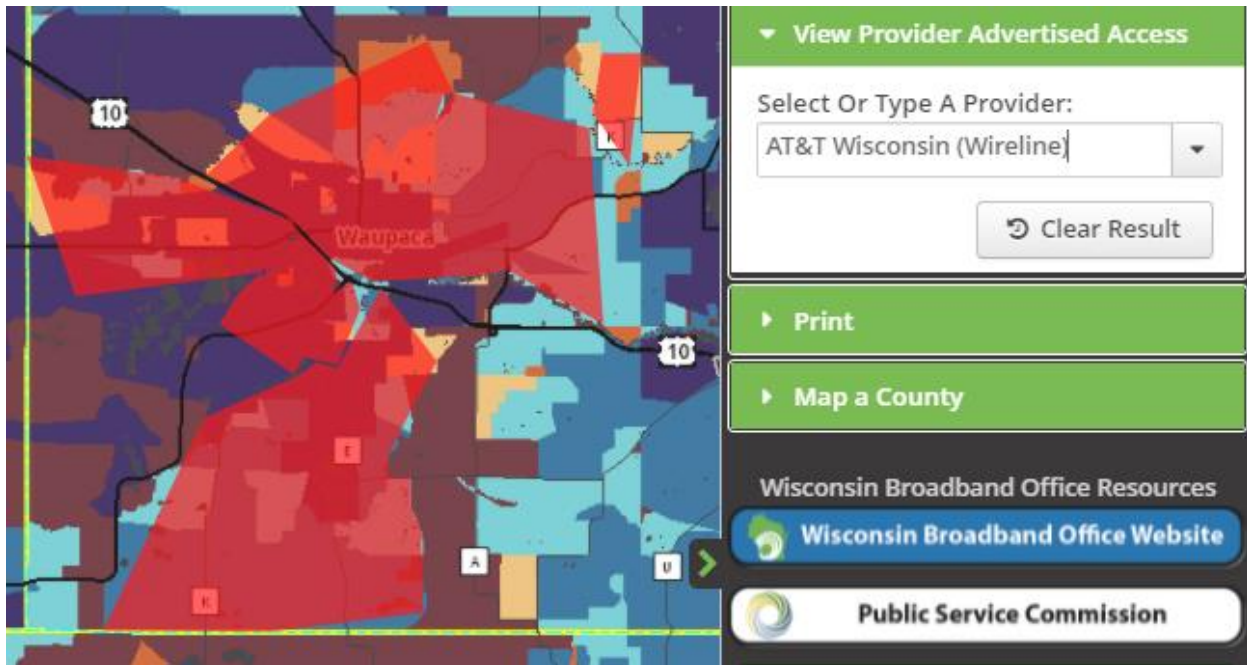 10
Waupaca
10
E
A
U
View Provider Advertised Access
Select Or Type A Provider:
AT&T Wisconsin (Wireline)
Clear Result
Print
Map a County
Wisconsin Broadband Office Resources
Wisconsin Broadband Office Website
Public Service Commission